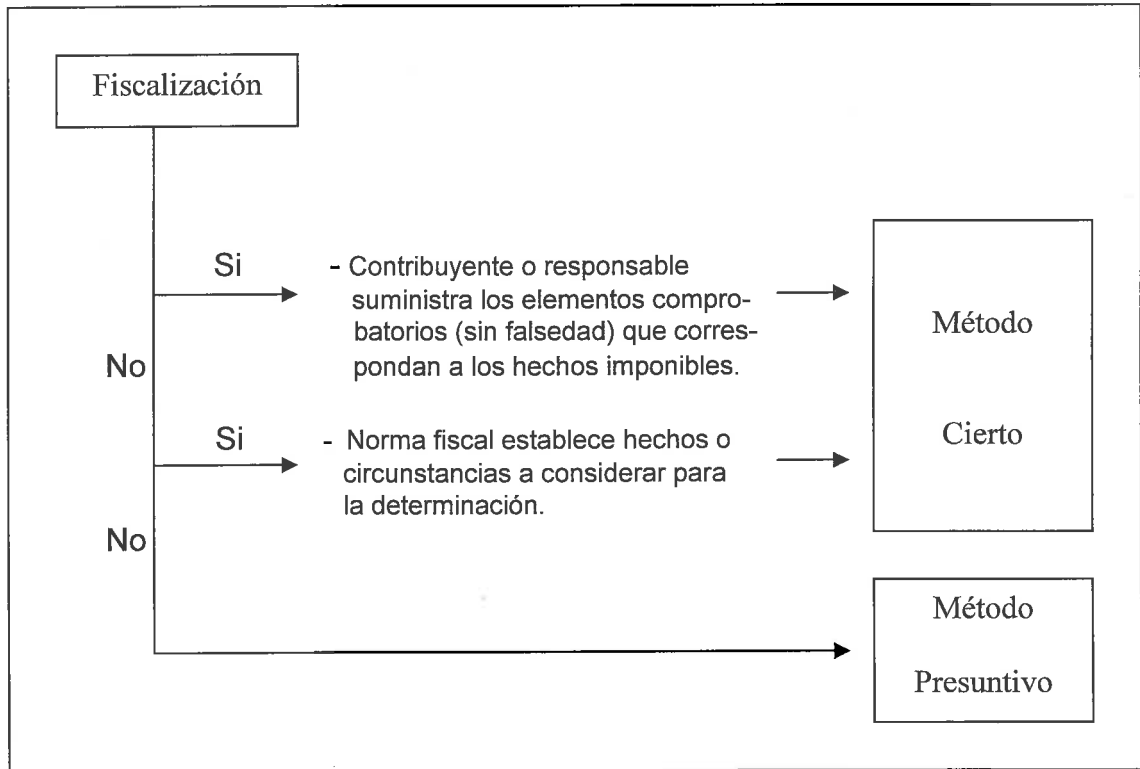 Fiscalización
Si
- Contribuyente o responsable
suministra los elementos compro-
batorios (sin falsedad) que corres-
pondan a los hechos imponibles.
No
Si
- Norma fiscal establece hechos o
circunstancias a considerar para
la determinación.
No
Método
Cierto
Método
Presuntivo